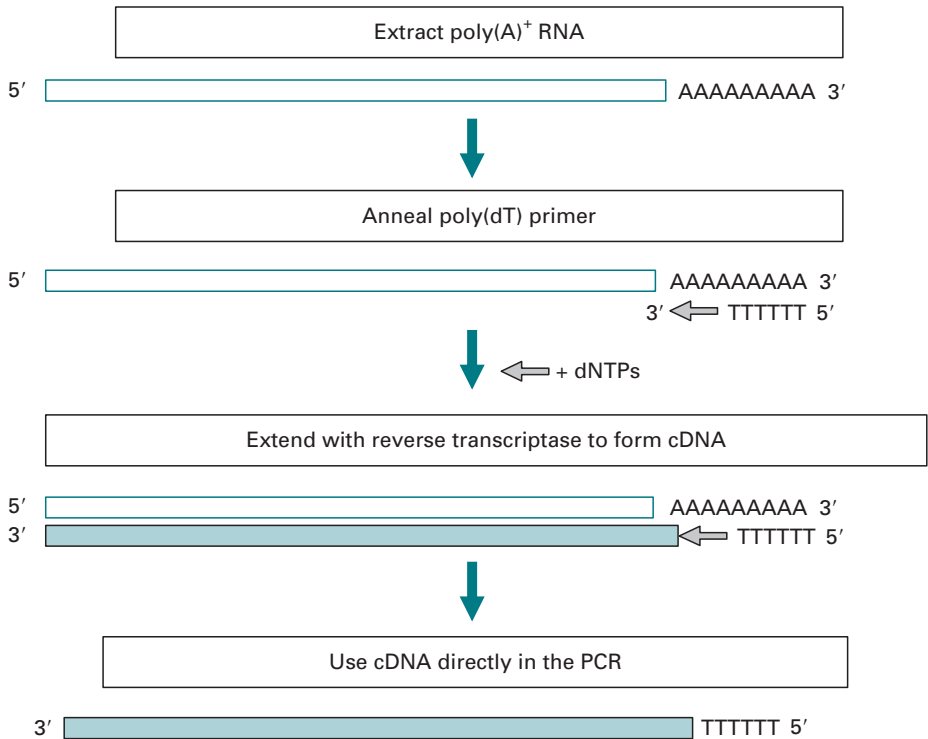 Extract poly(A)⁺ RNA
5′ AAAAAAAAA 3′
Anneal poly(dT) primer
5′ AAAAAAAAA 3′
3′ TTTTTT 5′
+ dNTPs
Extend with reverse transcriptase to form cDNA
5′ AAAAAAAAA 3′
3′ TTTTTT 5′
Use cDNA directly in the PCR
3′ TTTTTT 5′